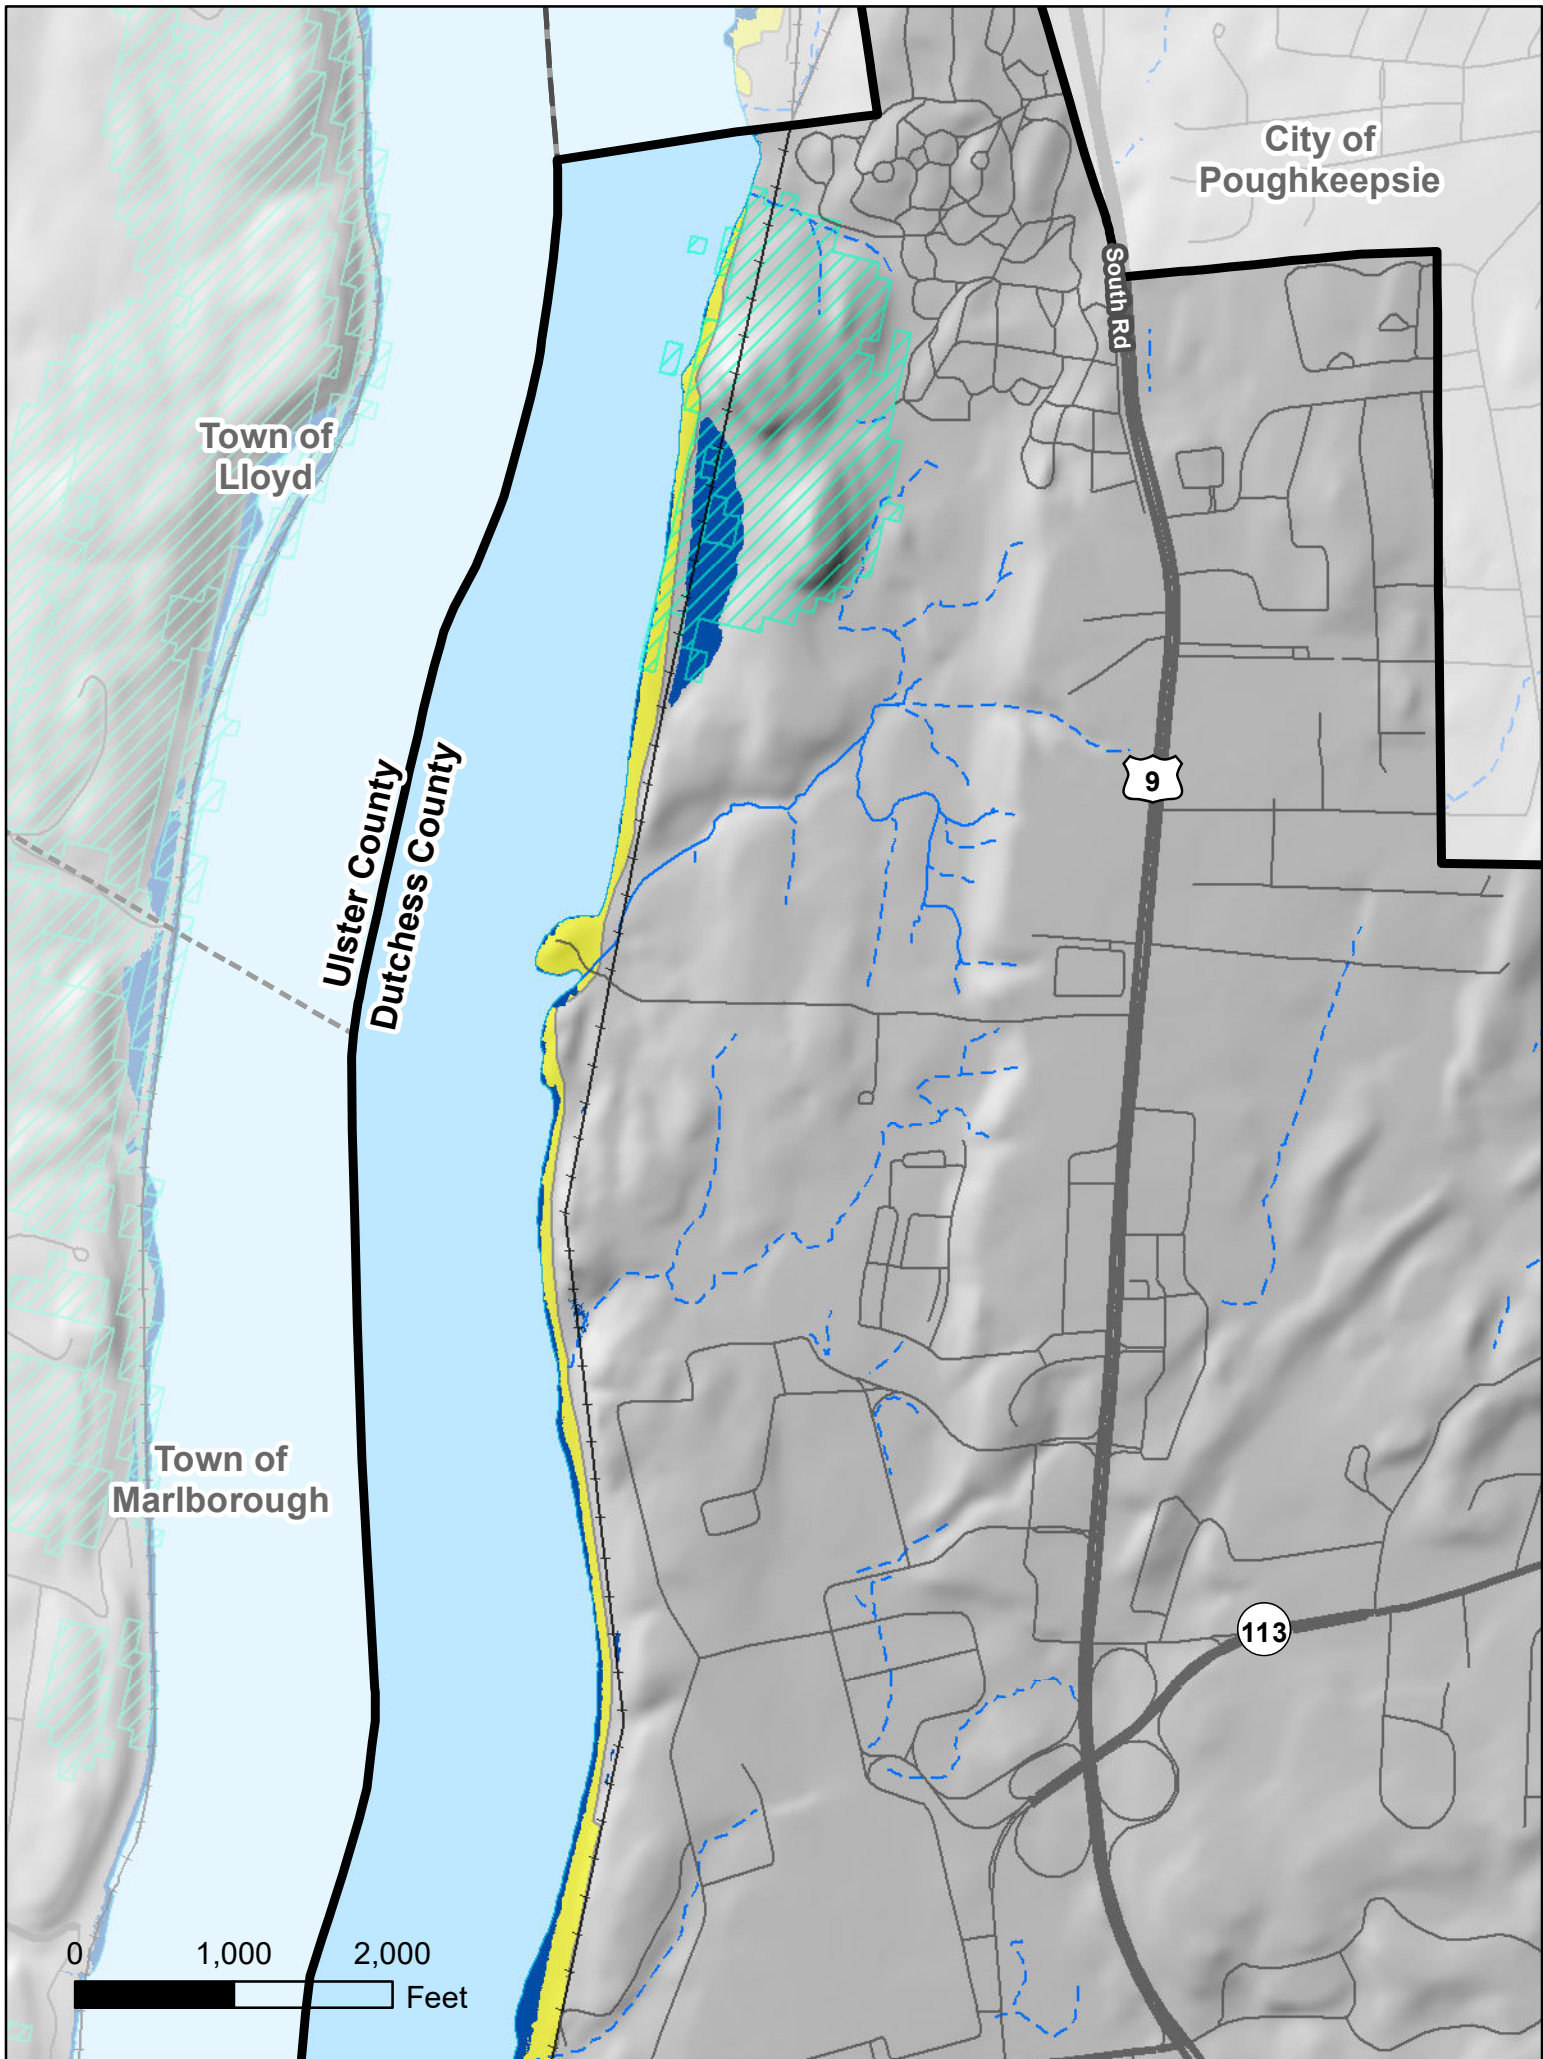 City of
Poughkeepsie
South Rd
Town of
Lloyd
9
Ulster County
Dutchess County
Town of
Marlborough
113
0 1,000 2,000
Feet